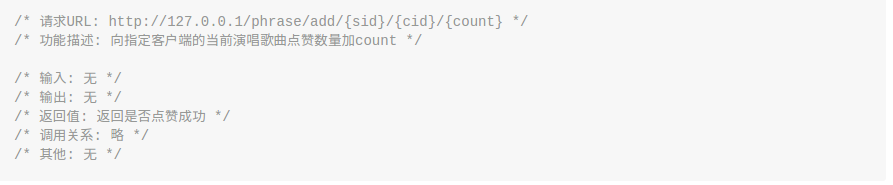 /* 请求URL: http://127.0.0.1/phrase/add/{sid}/{cid}/{count} */
/* 功能描述: 向指定客户端的当前演唱歌曲点赞数量加count */
/* 输入: 无 */
/* 输出: 无 */
/* 返回值: 返回是否点赞成功 */
/* 调用关系: 略 */
/* 其他: 无 */